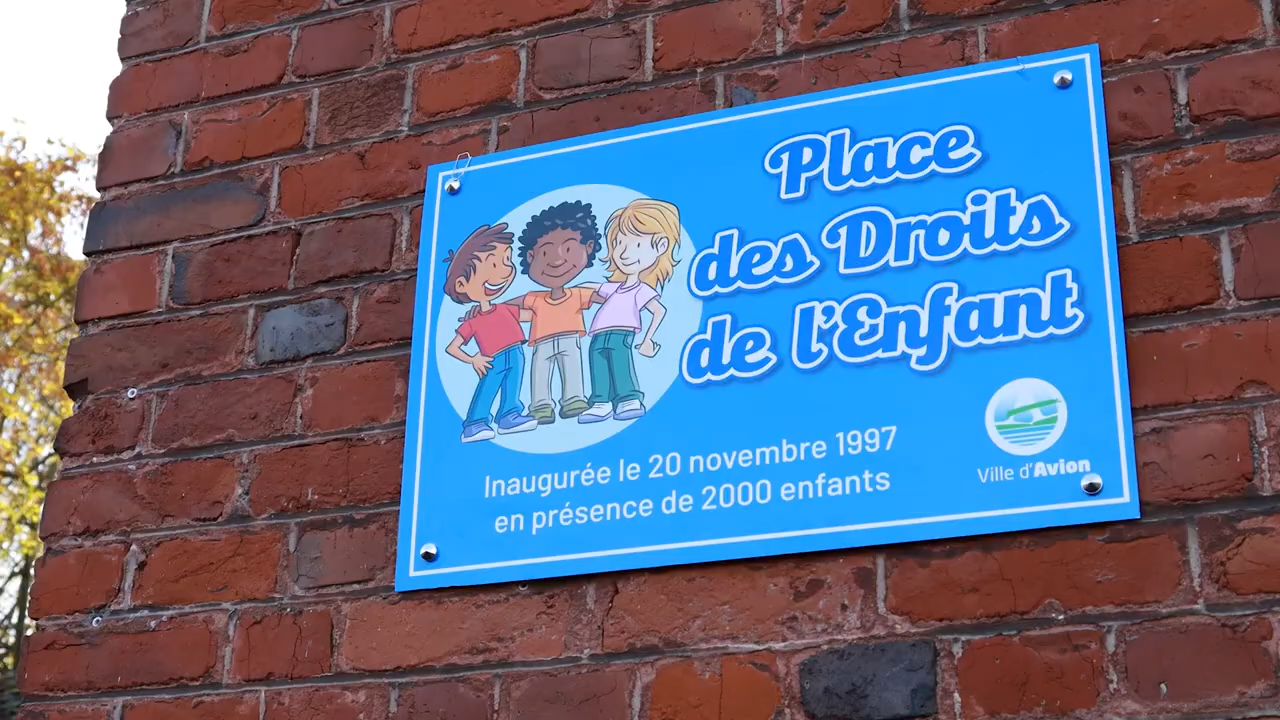 Place
des Droits
de l'Enfant
Inaugurée le 20 novembre 1997
en présence de 2000 enfants
Ville d'Avion